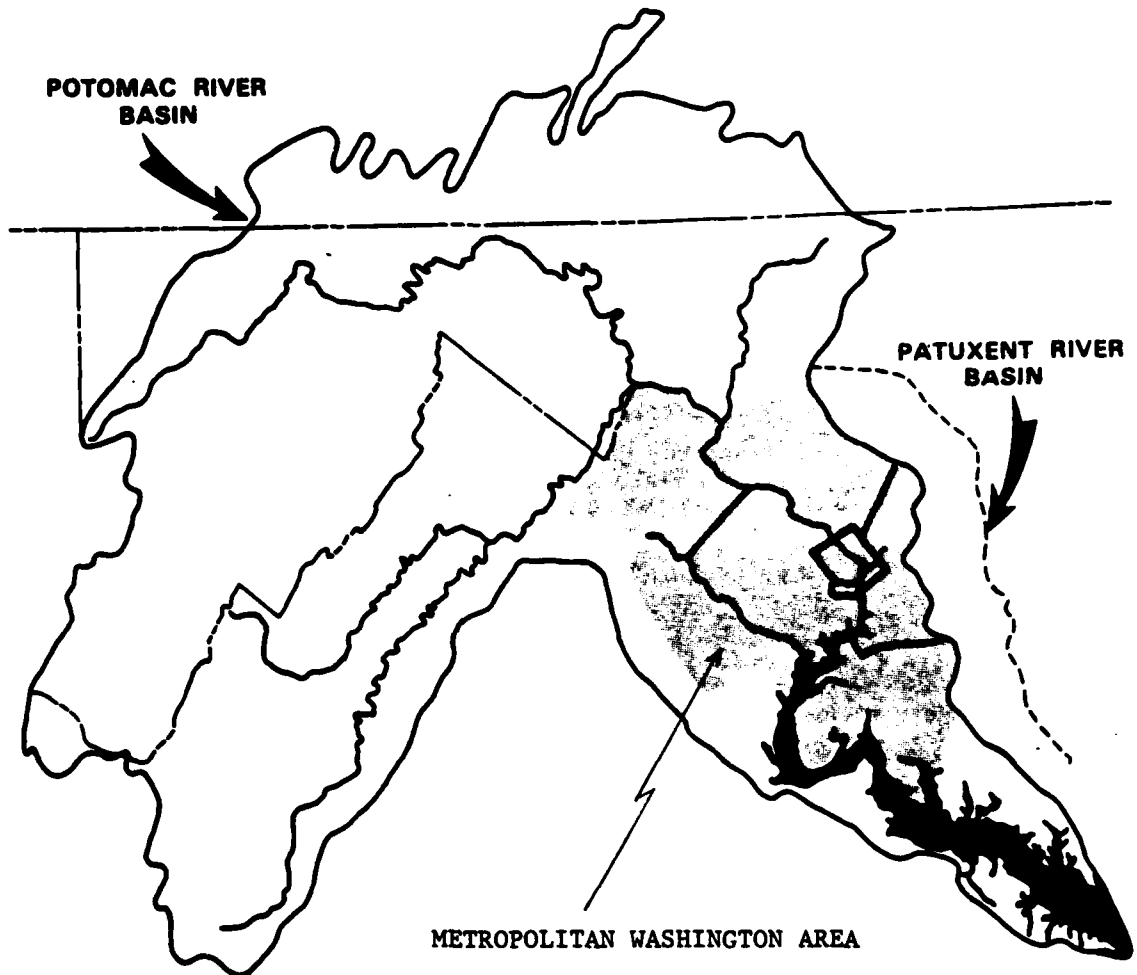 POTOMAC RIVER
BASIN
PATUXENT RIVER
BASIN
METROPOLITAN WASHINGTON AREA